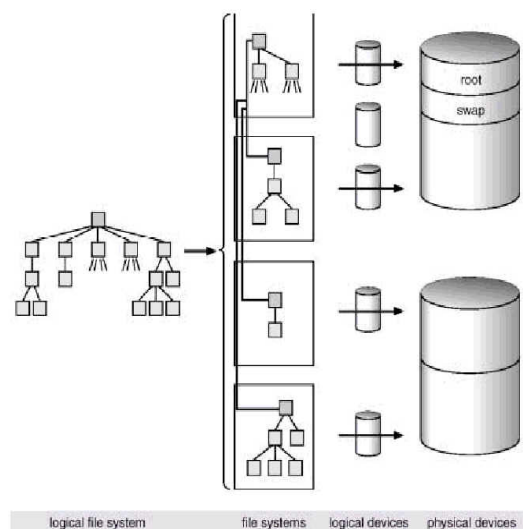 root
swap
logical file system
file systems
logical devices
physical devices